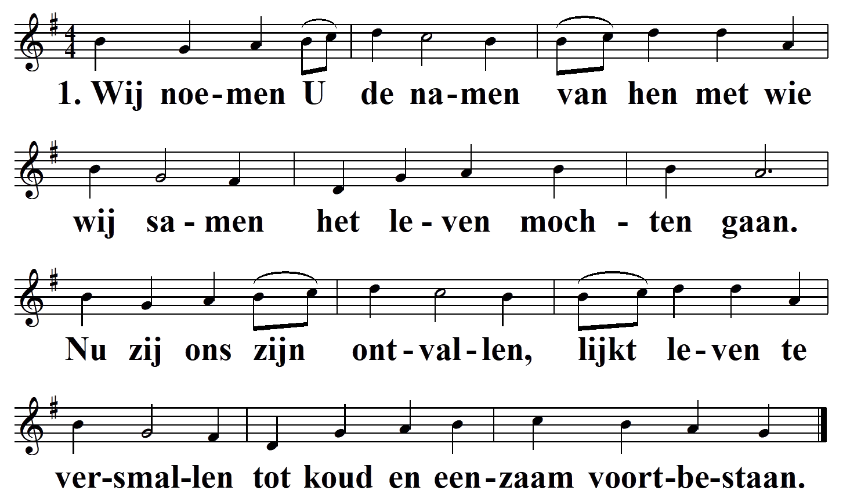 4
4
1. Wij noe-men U de na-men van hen met wie
wij sa-men het le-ven moch-ten gaan.
Nu zij ons zijn ont-val-len, lijkt le-ven te
ver-smal-len tot koud en een-zaam voort-be-staan.